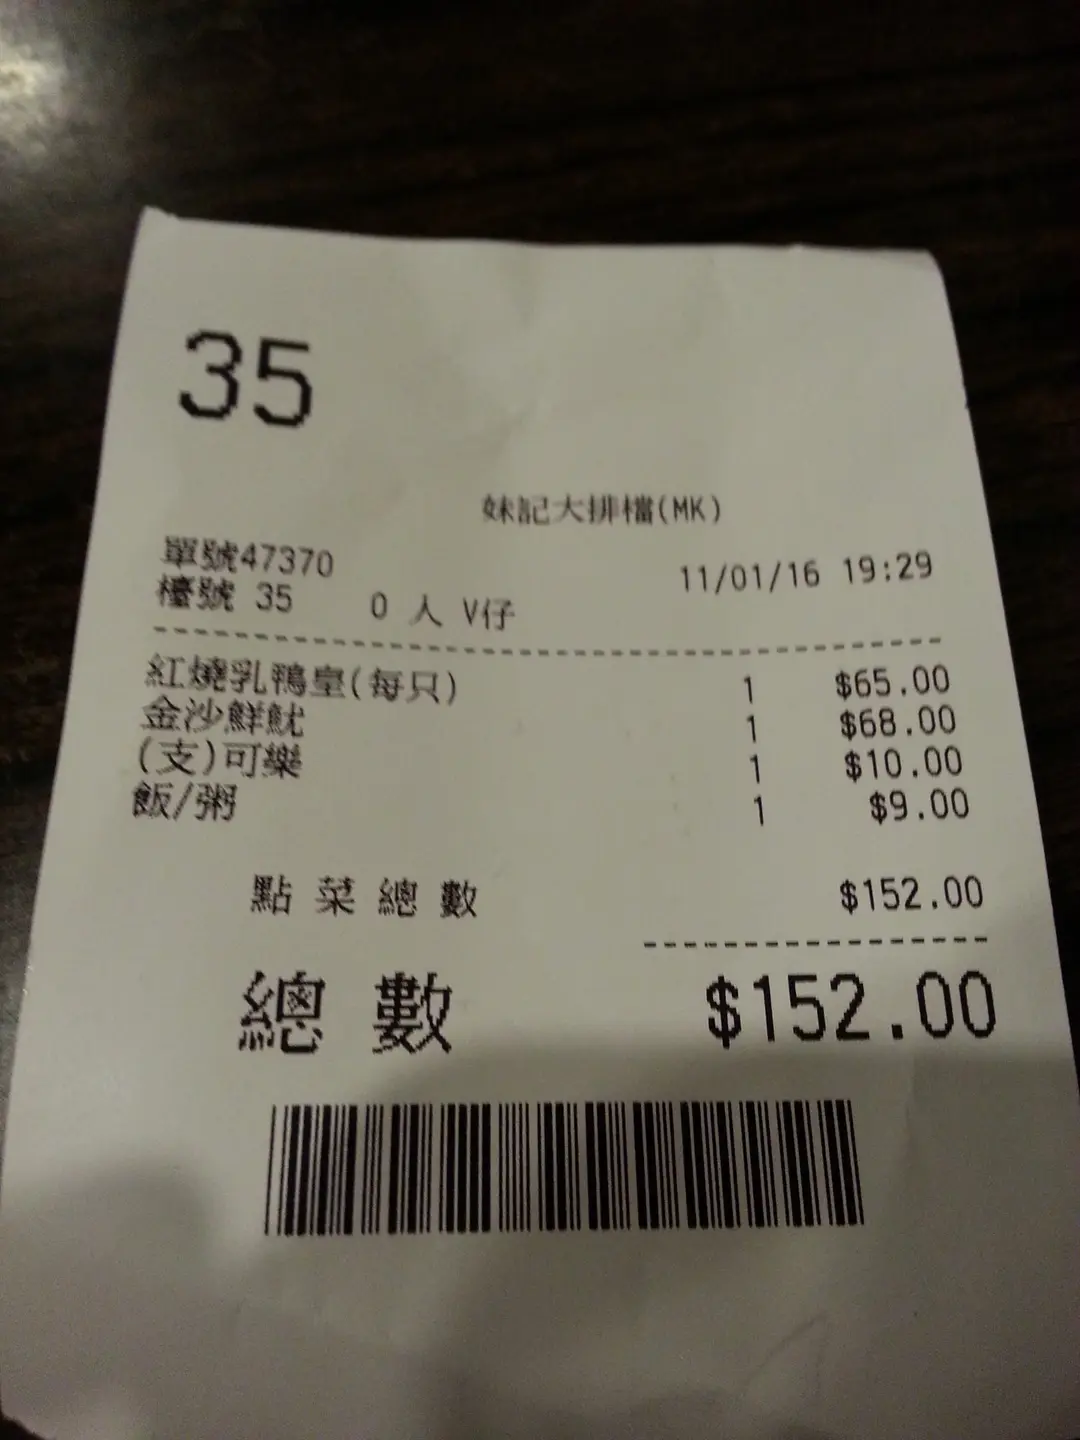 35
妹記大排檔(MK)
單號47370
11/01/16 19:29
檯號 35 0 人 V仔
紅燒乳鴨皇(每只) 1 $65.00
金沙鮮魷 1 $68.00
(支)可樂 1 $10.00
飯/粥 1 $9.00
點 菜 總 數 $152.00
總 數 $152.00